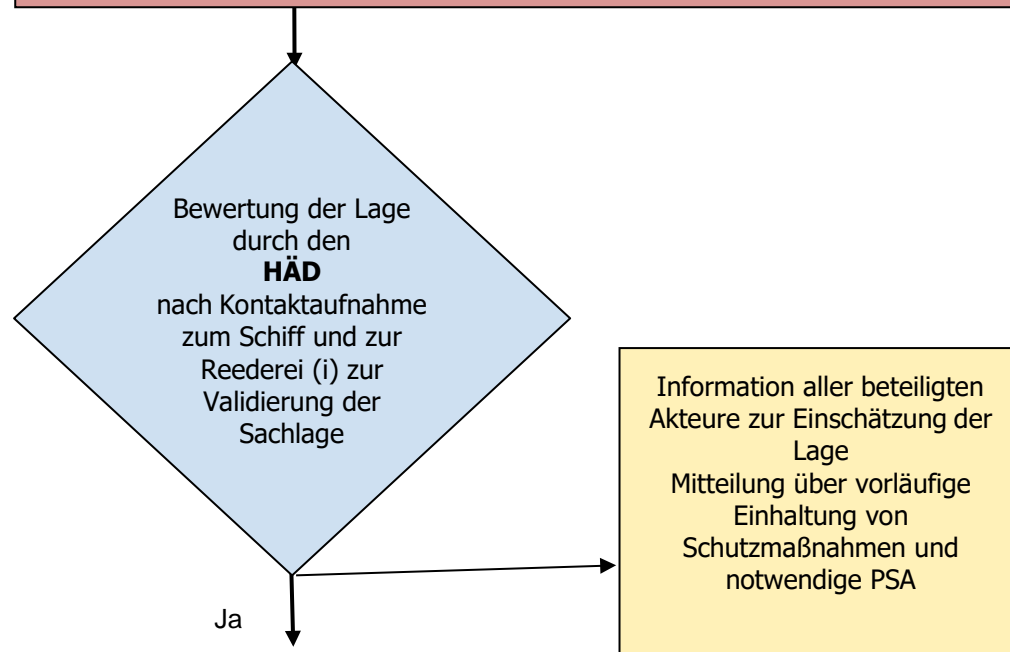 Bewertung der Lage
durch den
HÄD
nach Kontaktaufnahme
zum Schiff und zur
Reederei (i) zur
Validierung der
Sachlage
Information aller beteiligten
Akteure zur Einschätzung der
Lage
Mitteilung über vorläufige
Einhaltung von
Schutzmaßnahmen und
notwendige PSA
Ja